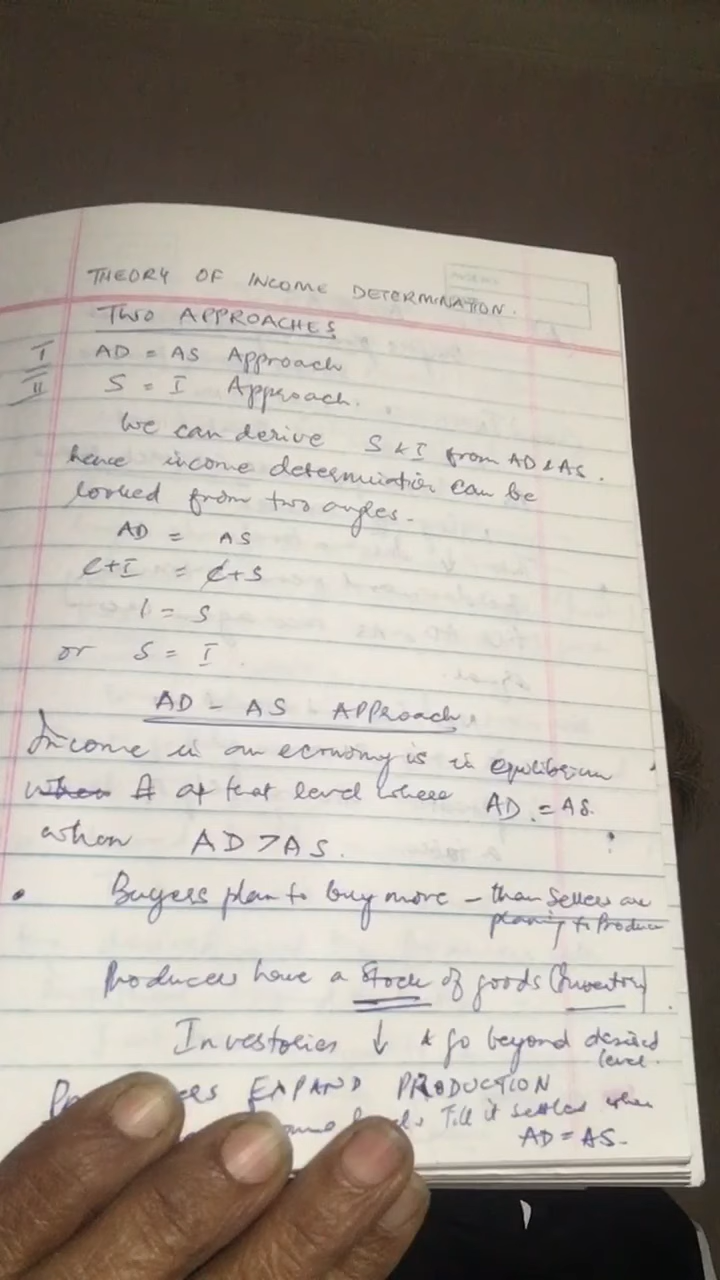 THEORY OF INCOME DETERMINATION.
TWO APPROACHES
I AD = AS Approach
II S = I Approach.
We can derive S & I from AD & AS.
hence income determination can be
looked from two angles.
AD = AS
C+I = C+S
I = S
or S = I.
AD - AS APProach.
Income in an economy is in equilibrium
when A at that level where AD = AS.
when AD > AS.
Buyers plan to buy more - than Sellers are
planing to Produce
Producers have a Stock of goods (Inventory)
Inventories ↓ & go beyond desired
level.
EXPAND PRODUCTION
Till it settles when
AD = AS.